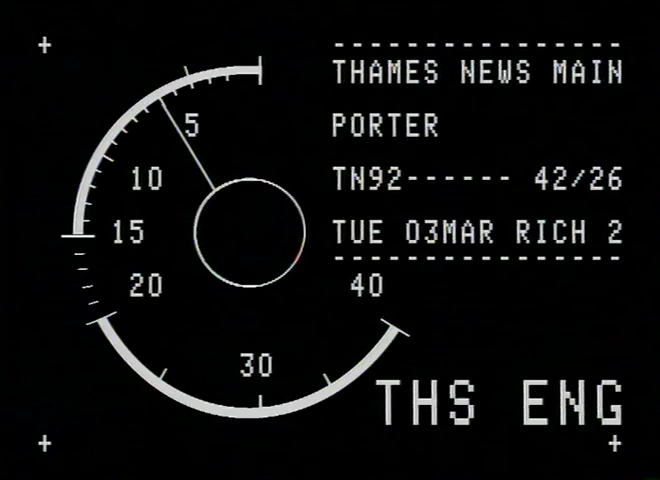 THAMES NEWS MAIN
PORTER
TN92------ 42/26
TUE 03MAR RICH 2
5
10
15
20
30
40
THS ENG